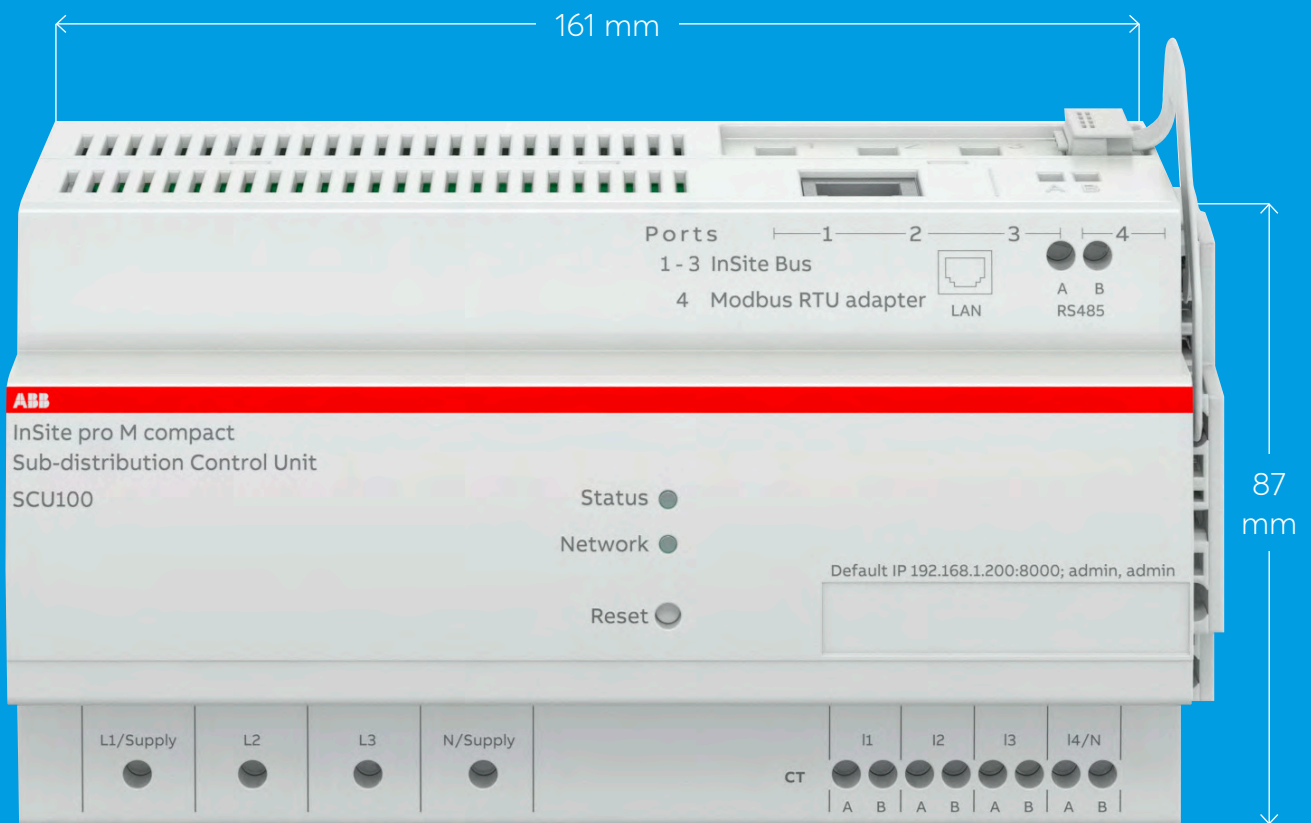 161 mm
Ports 1 2 3 4
1 - 3 InSite Bus
4 Modbus RTU adapter
LAN
A B
RS485
ABB
InSite pro M compact
Sub-distribution Control Unit
SCU100
Status
Network
Reset
Default IP 192.168.1.200:8000; admin, admin
87
mm
L1/Supply L2 L3 N/Supply
I1 I2 I3 I4/N
CT
A B A B A B A B